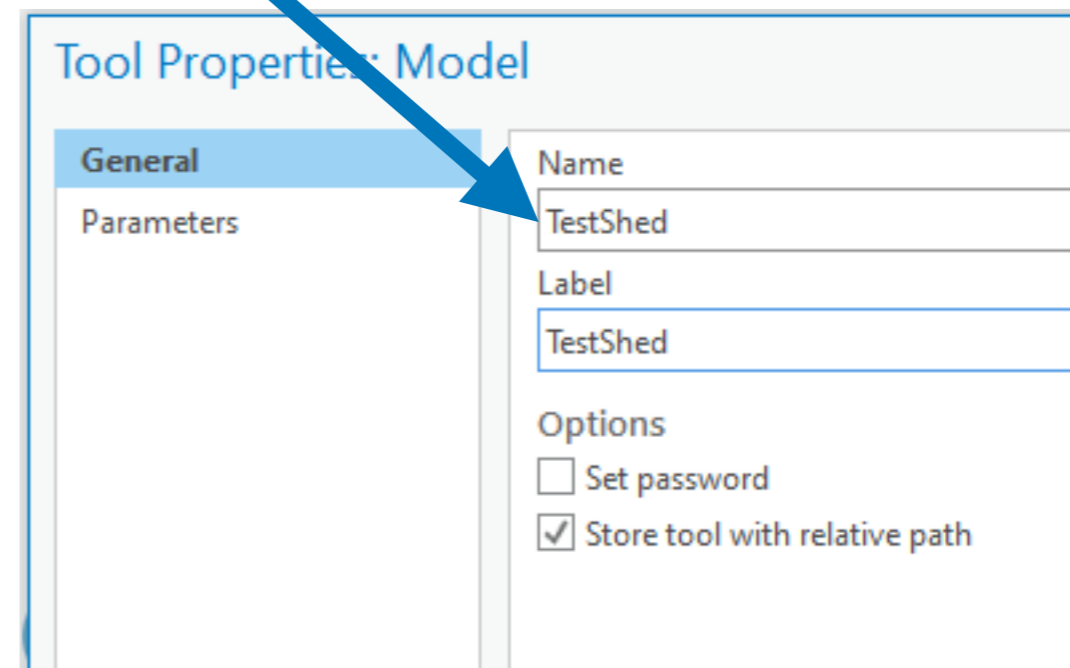 Tool Properties: Model
General
Parameters
Name
TestShed
Label
TestShed
Options
Set password
Store tool with relative path